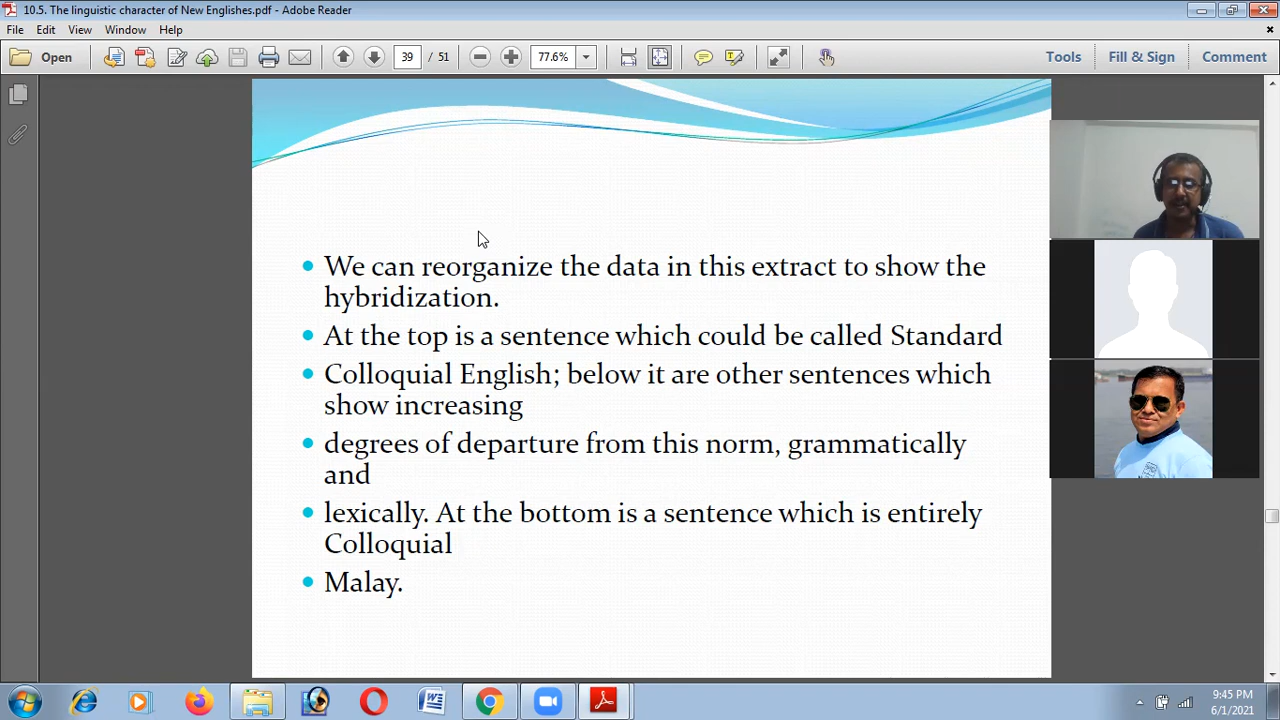 10.5. The linguistic character of New Englishes.pdf - Adobe Reader
File Edit View Window Help
Open 39 / 51 77.6% Tools Fill & Sign Comment
We can reorganize the data in this extract to show the
hybridization.
At the top is a sentence which could be called Standard
Colloquial English; below it are other sentences which
show increasing
degrees of departure from this norm, grammatically
and
lexically. At the bottom is a sentence which is entirely
Colloquial
Malay.
9:45 PM
6/1/2021